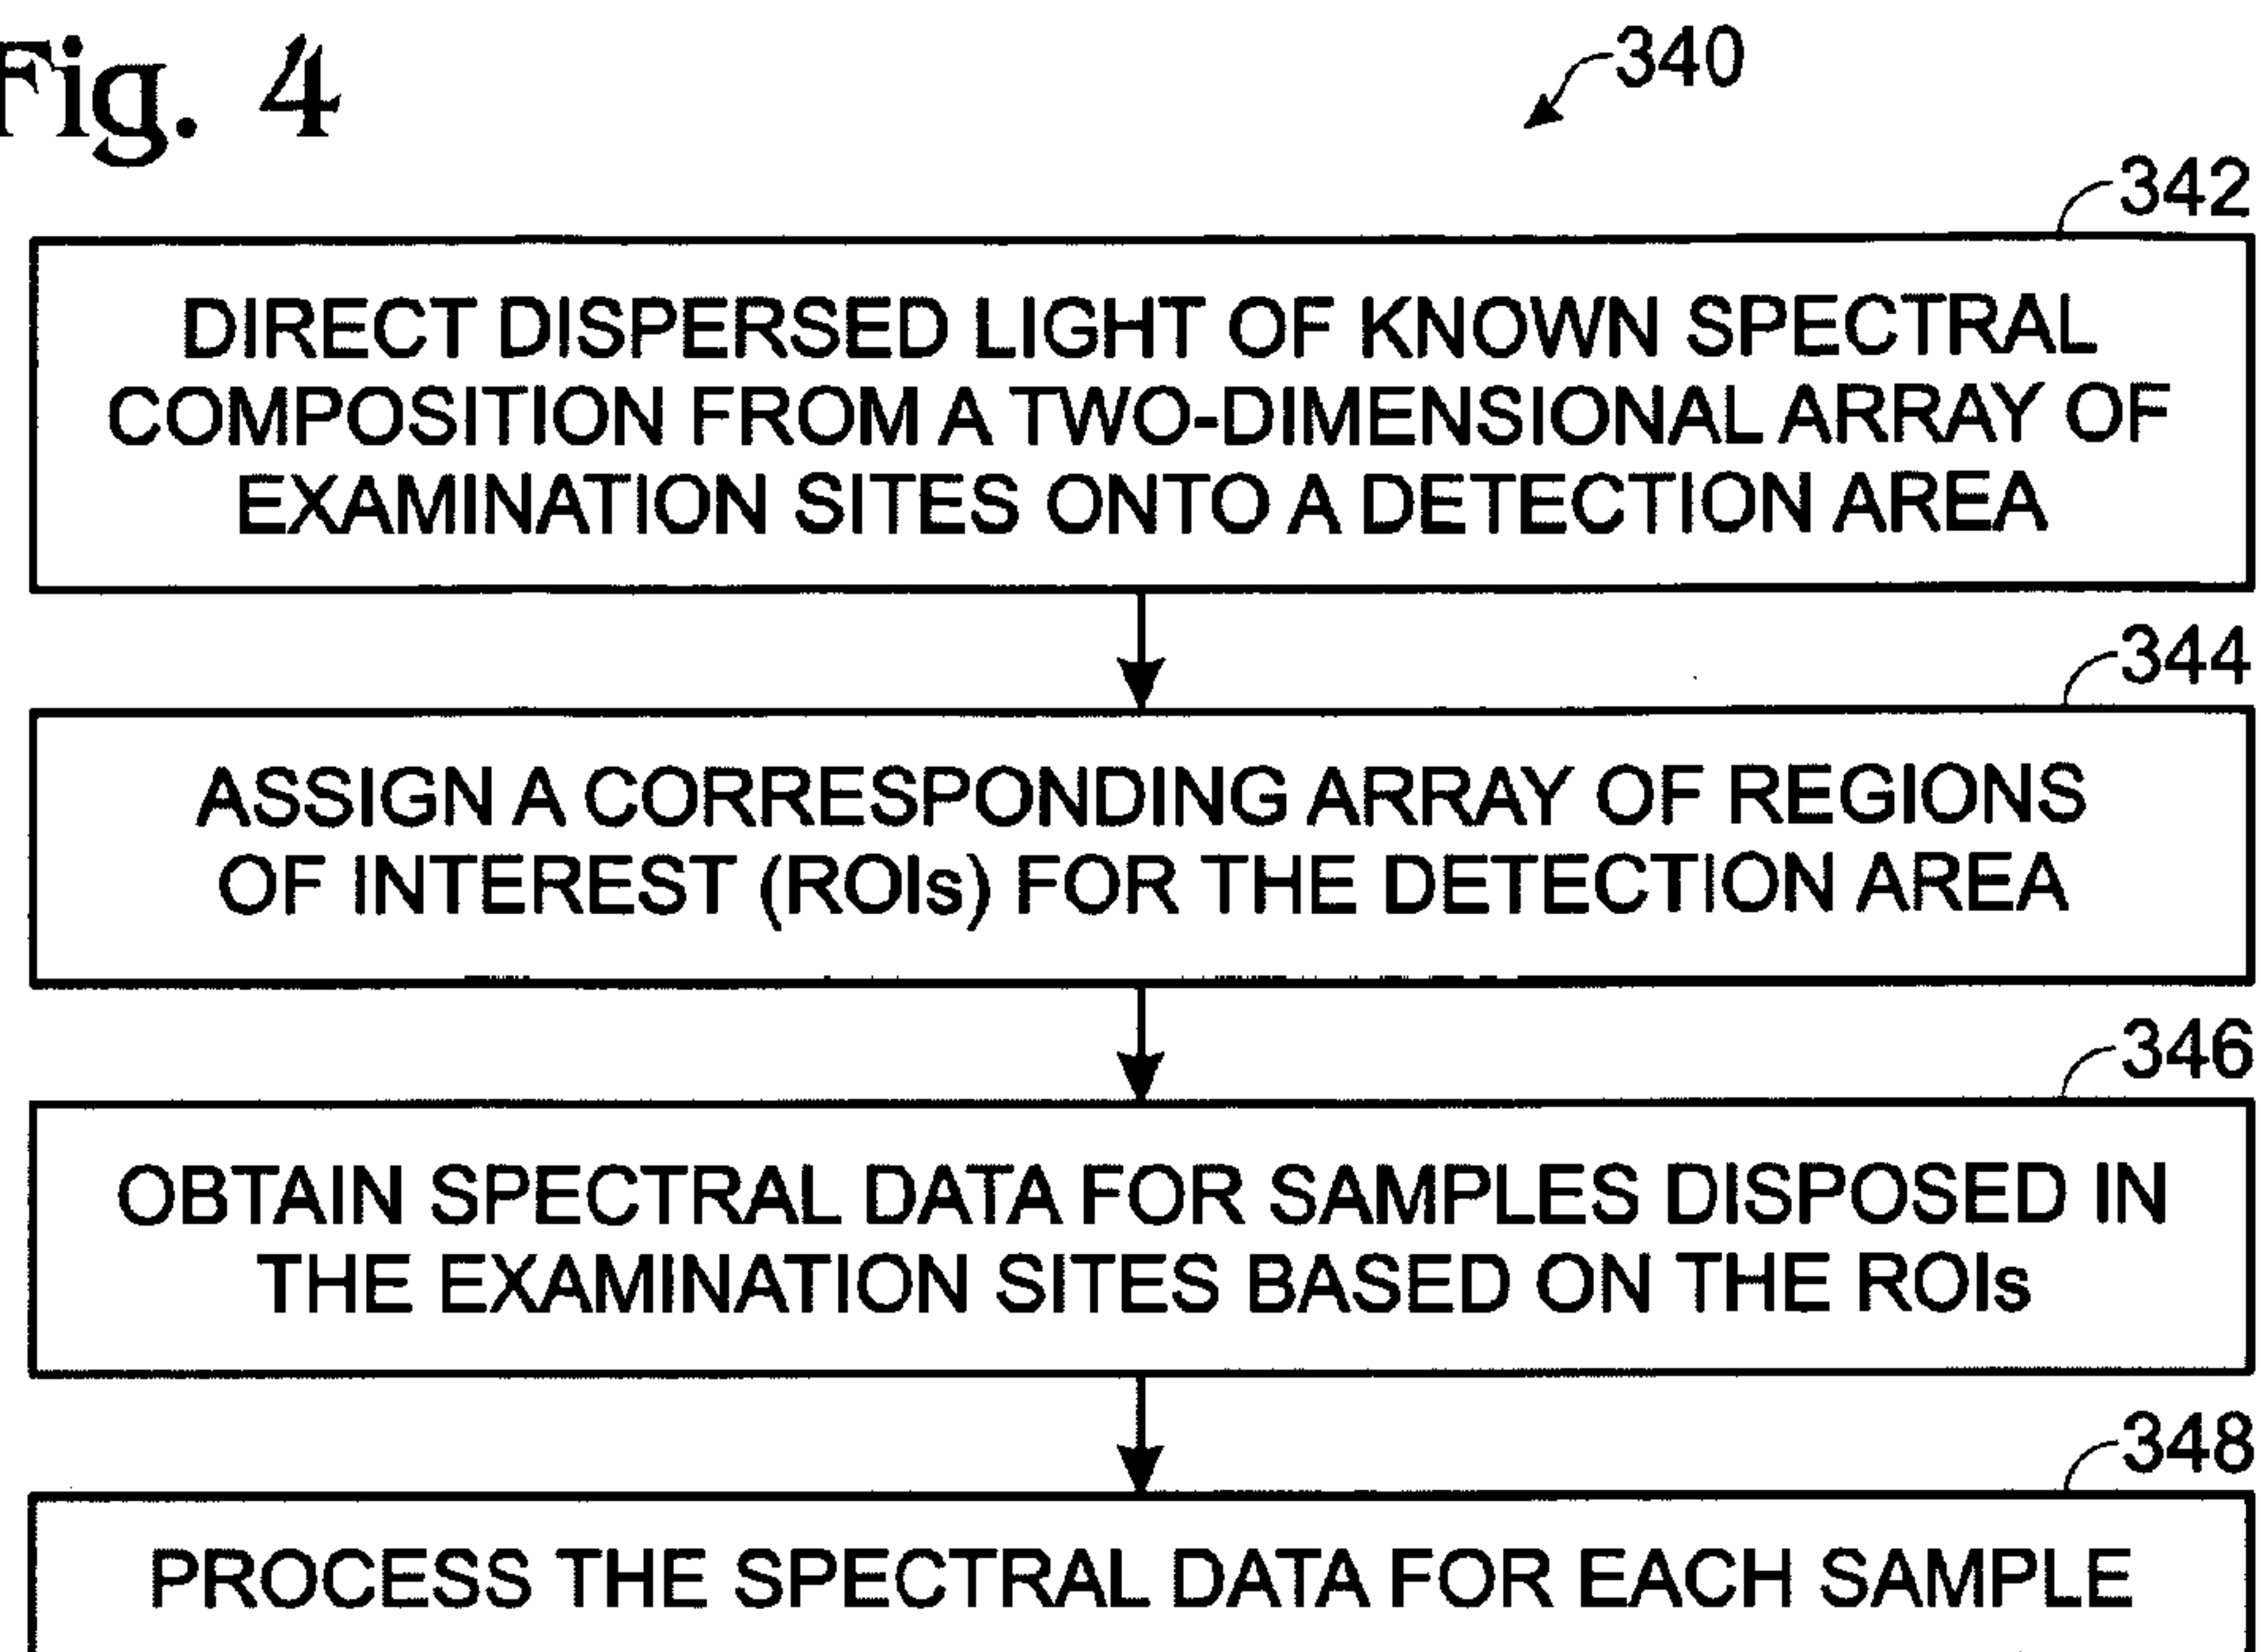 Fig. 4
340
342
DIRECT DISPERSED LIGHT OF KNOWN SPECTRAL
COMPOSITION FROM A TWO-DIMENSIONAL ARRAY OF
EXAMINATION SITES ONTO A DETECTION AREA
344
ASSIGN A CORRESPONDING ARRAY OF REGIONS
OF INTEREST (ROIs) FOR THE DETECTION AREA
346
OBTAIN SPECTRAL DATA FOR SAMPLES DISPOSED IN
THE EXAMINATION SITES BASED ON THE ROIs
348
PROCESS THE SPECTRAL DATA FOR EACH SAMPLE